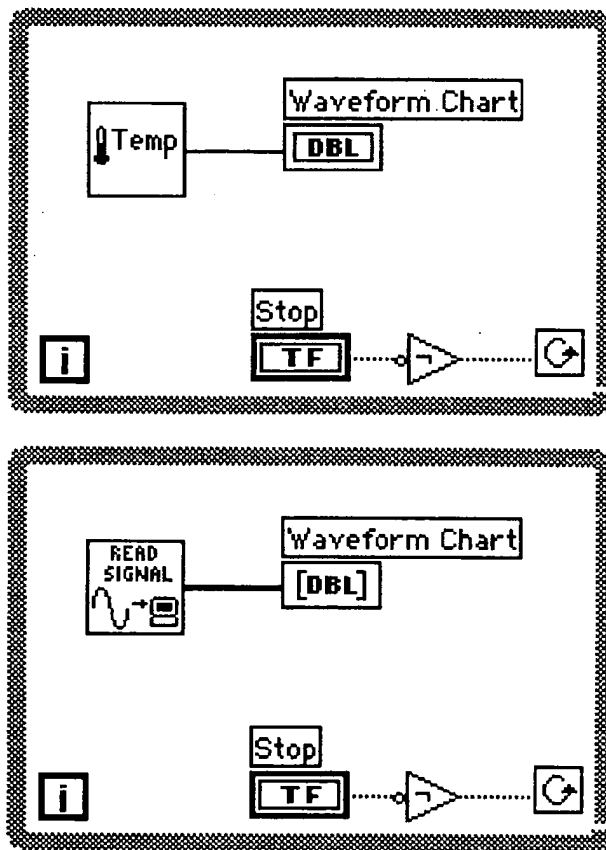 Waveform Chart
Temp
DBL
Stop
TF
i
Waveform Chart
READ
SIGNAL
[DBL]
Stop
TF
i